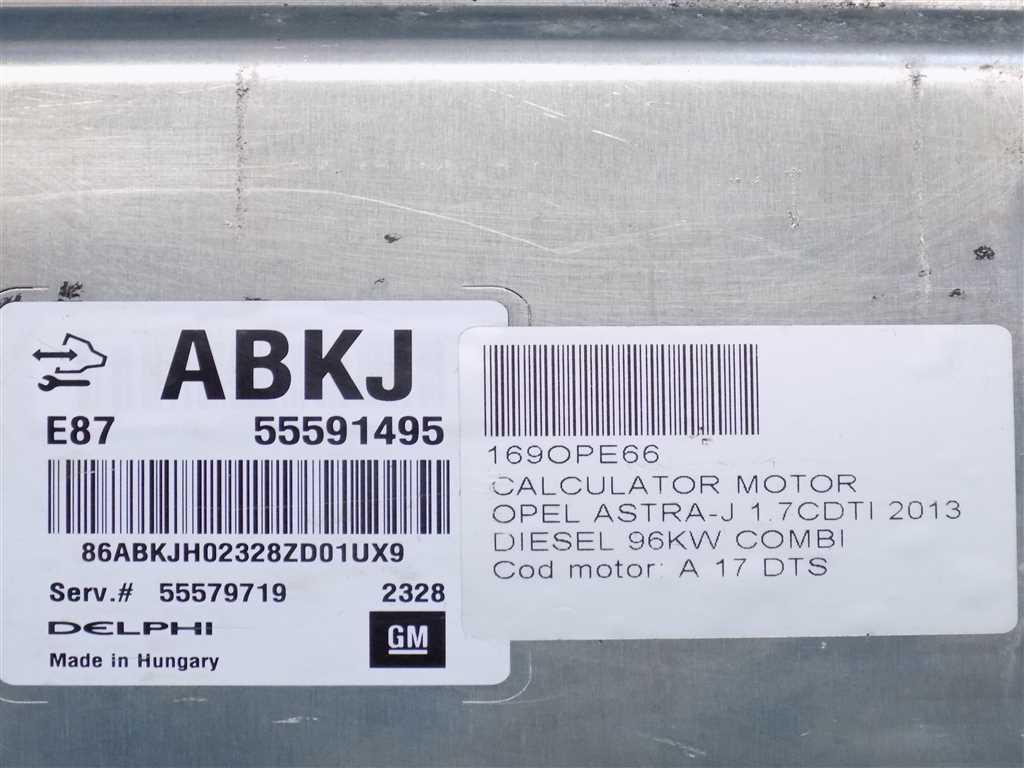 ABKJ
E87 55591495
86ABKJH02328ZD01UX9
Serv.# 55579719 2328
DELPHI
GM
Made in Hungary
169OPE66
CALCULATOR MOTOR
OPEL ASTRA-J 1.7CDTI 2013
DIESEL 96KW COMBI
Cod motor: A 17 DTS